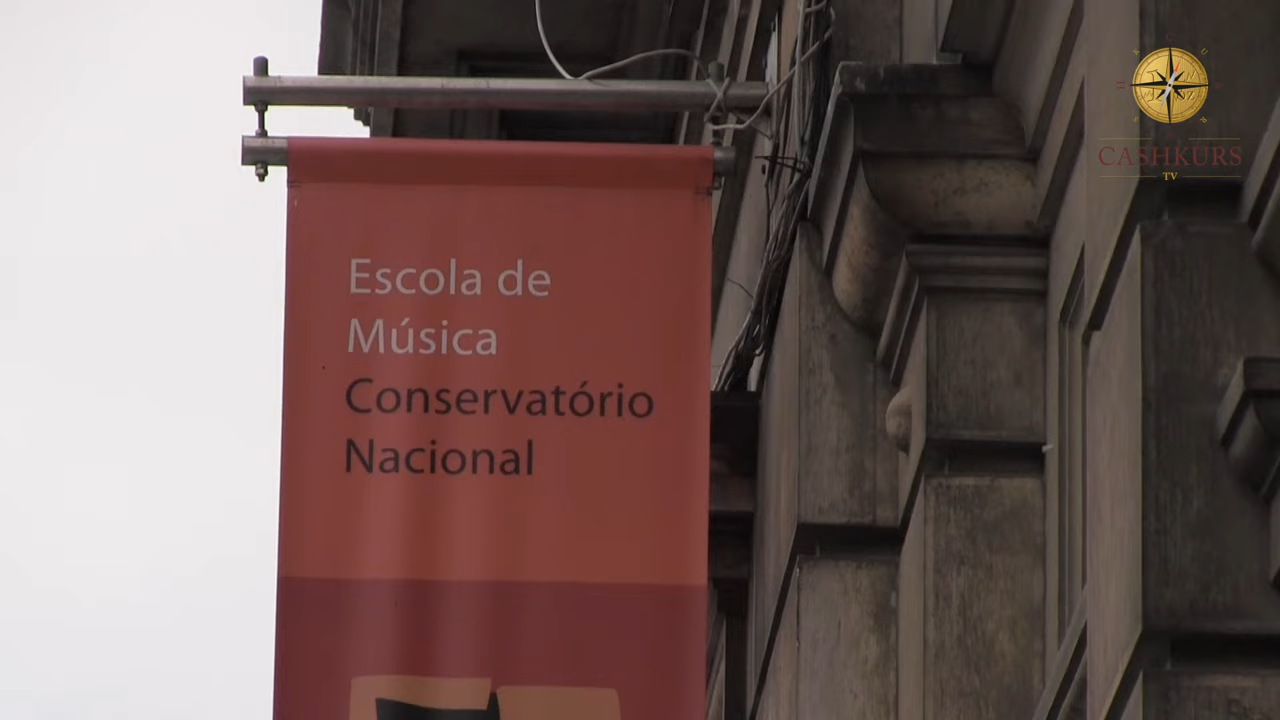 Escola de
Música
Conservatório
Nacional
CASHKURS
TV